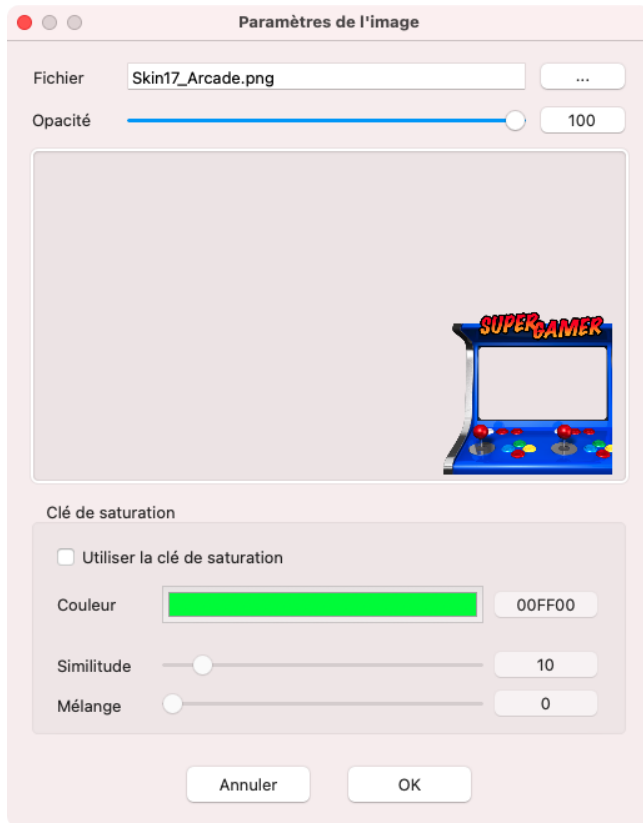 Paramètres de l'image
Fichier Skin17_Arcade.png ...
Opacité 100
SUPER GAMER
Clé de saturation
Utiliser la clé de saturation
Couleur 00FF00
Similitude 10
Mélange 0
Annuler OK